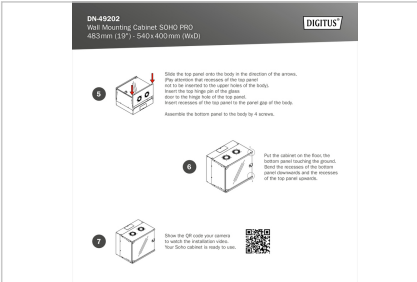 DN-49202
Wall Mounting Cabinet SOHO PRO
483mm (19") - 540x400mm (WxD)
DIGITUS®
5
Slide the top panel onto the body in the direction of the arrows.
(Pay attention that recesses of the top panel
not to be inserted to the upper holes of the body).
Insert the top hinge pin of the glass
door to the hinge hole of the top panel.
Insert recesses of the top panel to the panel gap of the body.
Assemble the bottom panel to the body by 4 screws.
6
Put the cabinet on the floor, the
bottom panel touching the ground.
Bend the recesses of the bottom
panel downwards and the recesses
of the top panel upwards.
7
Show the QR code your camera
to watch the installation video.
Your Soho cabinet is ready to use.